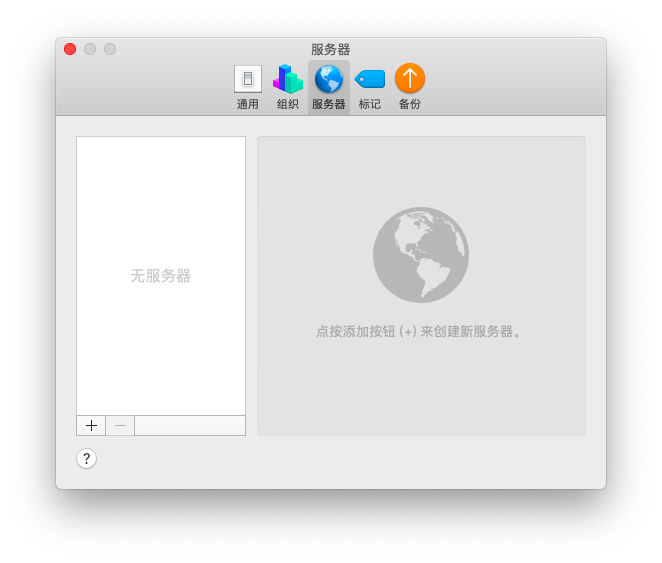 服务器
通用 组织 服务器 标记 备份
无服务器
点按添加按钮 (+) 来创建新服务器。
?